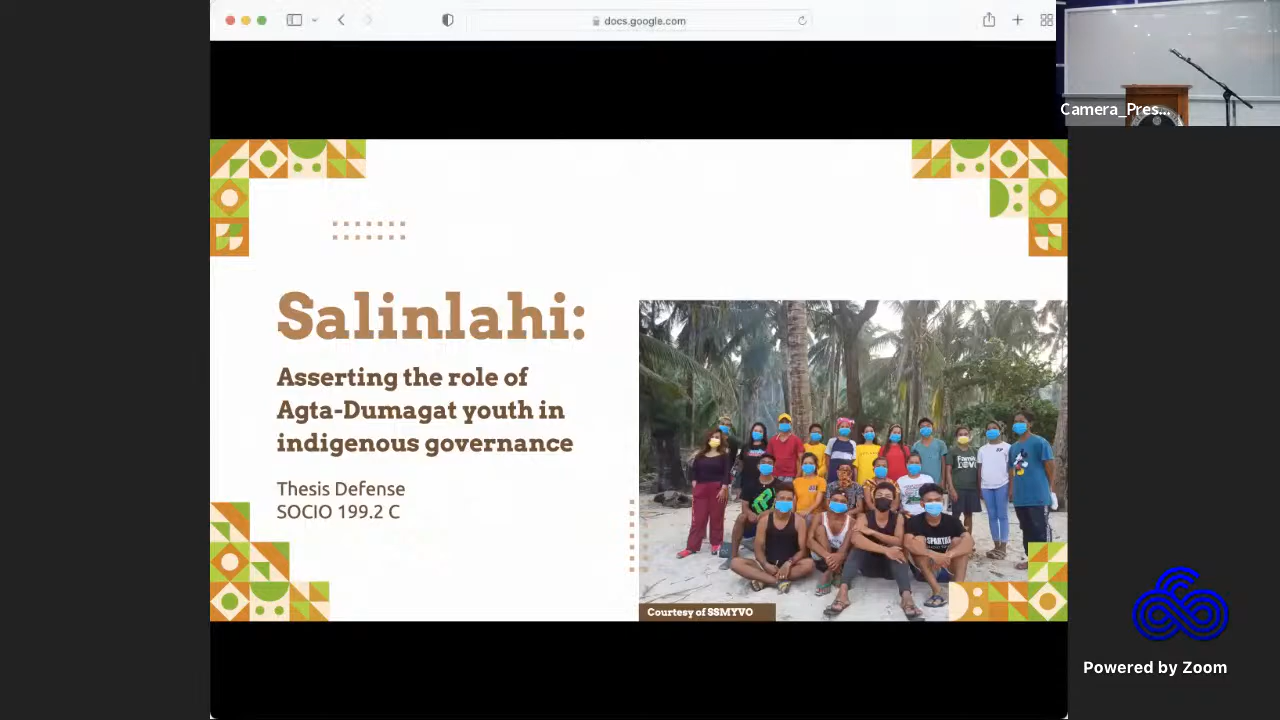 docs.google.com
Camera_Pres...
Salinlahi:
Asserting the role of
Agta-Dumagat youth in
indigenous governance
Thesis Defense
SOCIO 199.2 C
Courtesy of SSMYVO
Powered by Zoom